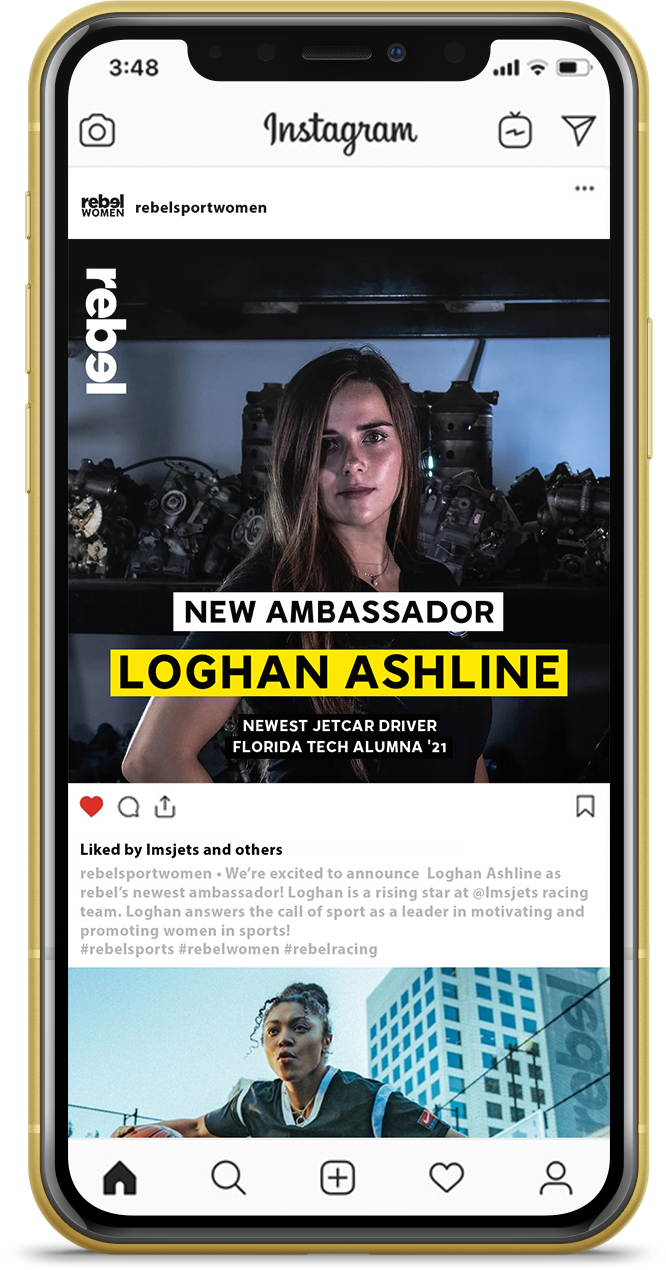 3:48
Instagram
rebel
WOMEN
rebelsportwomen
rebel
NEW AMBASSADOR
LOGHAN ASHLINE
NEWEST JETCAR DRIVER
FLORIDA TECH ALUMNA '21
Liked by lmsjets and others
rebelsportwomen • We're excited to announce Loghan Ashline as
rebel's newest ambassador! Loghan is a rising star at @lmsjets racing
team. Loghan answers the call of sport as a leader in motivating and
promoting women in sports!
#rebelsports #rebelwomen #rebelracing
rebel